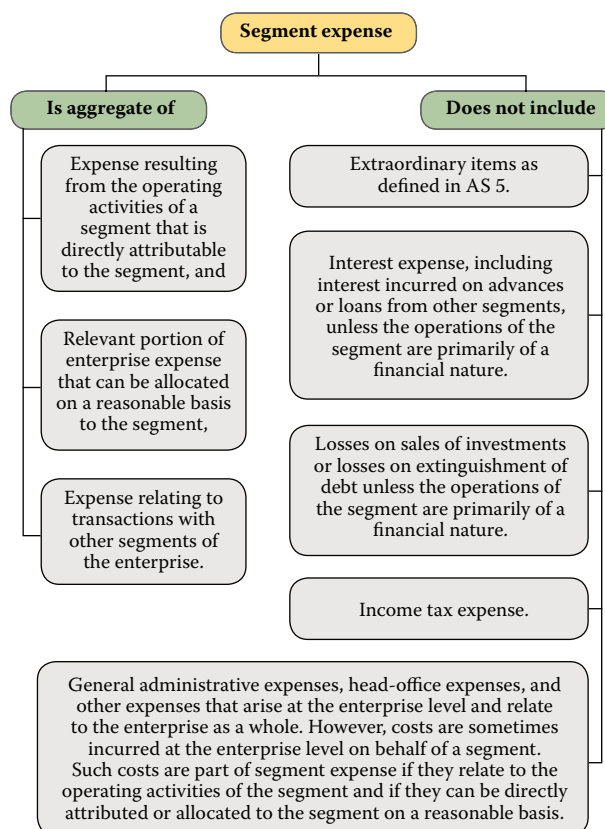 Segment expense
Is aggregate of
Expense resulting
from the operating
activities of a
segment that is
directly attributable
to the segment, and
Relevant portion of
enterprise expense
that can be allocated
on a reasonable basis
to the segment,
Expense relating to
transactions with
other segments of
the enterprise.
Does not include
Extraordinary items as
defined in AS 5.
Interest expense, including
interest incurred on advances
or loans from other segments,
unless the operations of the
segment are primarily of a
financial nature.
Losses on sales of investments
or losses on extinguishment of
debt unless the operations of
the segment are primarily of a
financial nature.
Income tax expense.
General administrative expenses, head-office expenses, and
other expenses that arise at the enterprise level and relate
to the enterprise as a whole. However, costs are sometimes
incurred at the enterprise level on behalf of a segment.
Such costs are part of segment expense if they relate to the
operating activities of the segment and if they can be directly
attributed or allocated to the segment on a reasonable basis.